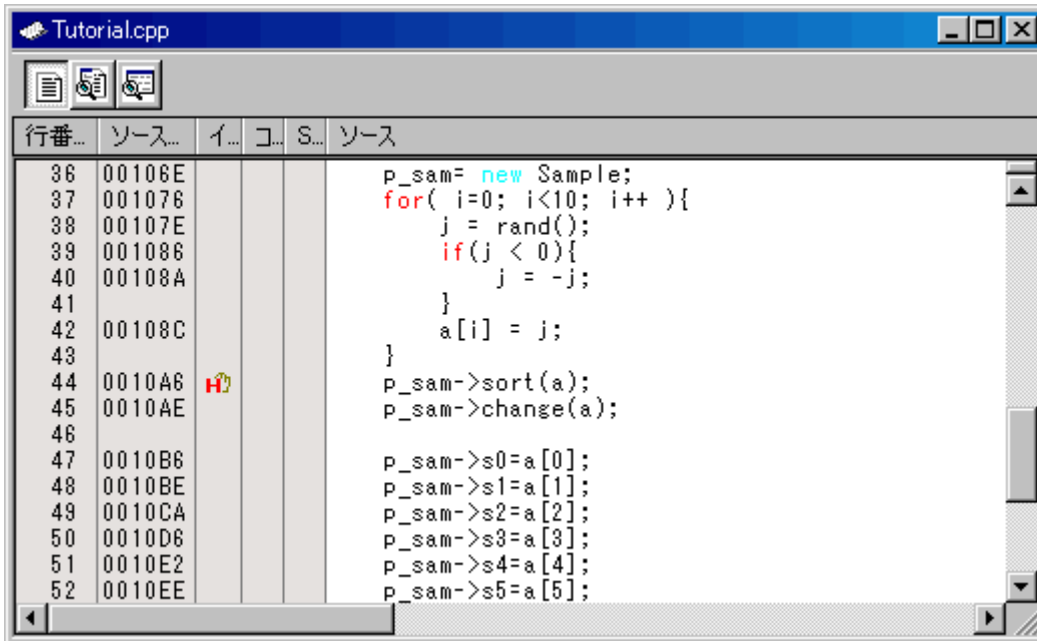 Tutorial.cpp
行番... ソース... イ... コ... S... ソース
36 00106E p_sam= new Sample;
37 001076 for( i=0; i<10; i++ ){
38 00107E j = rand();
39 001086 if(j < 0){
40 00108A j = -j;
41 }
42 00108C a[i] = j;
43 }
44 0010A6 H p_sam->sort(a);
45 0010AE p_sam->change(a);
46
47 0010B6 p_sam->s0=a[0];
48 0010BE p_sam->s1=a[1];
49 0010CA p_sam->s2=a[2];
50 0010D6 p_sam->s3=a[3];
51 0010E2 p_sam->s4=a[4];
52 0010EE p_sam->s5=a[5];